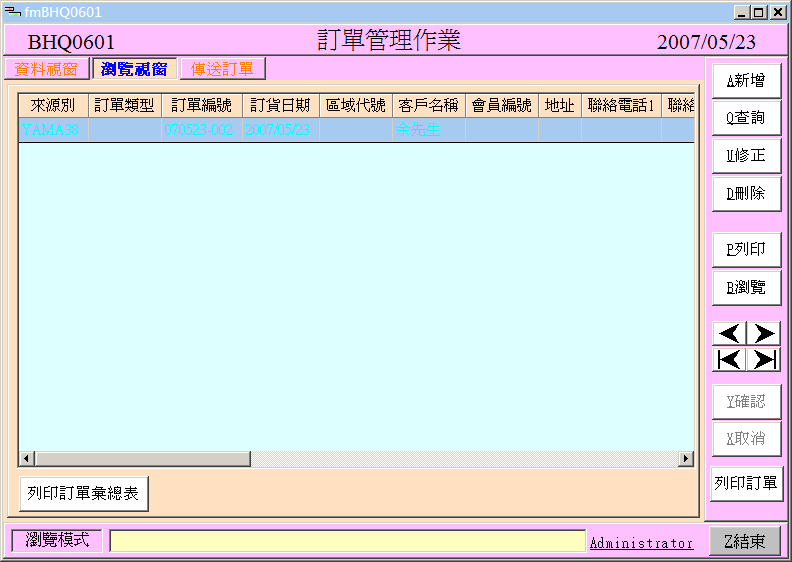 fmBHQ0601
BHQ0601 訂單管理作業 2007/05/23
資料視窗 瀏覽視窗 傳送訂單
來源別 訂單類型 訂單編號 訂貨日期 區域代號 客戶名稱 會員編號 地址 聯絡電話1 聯絡
YAMA38 070523-002 2007/05/23 余先生
A新增
Q查詢
U修正
D刪除
P列印
B瀏覽
Y確認
X取消
列印訂單
列印訂單彙總表
瀏覽模式 Administrator Z結束